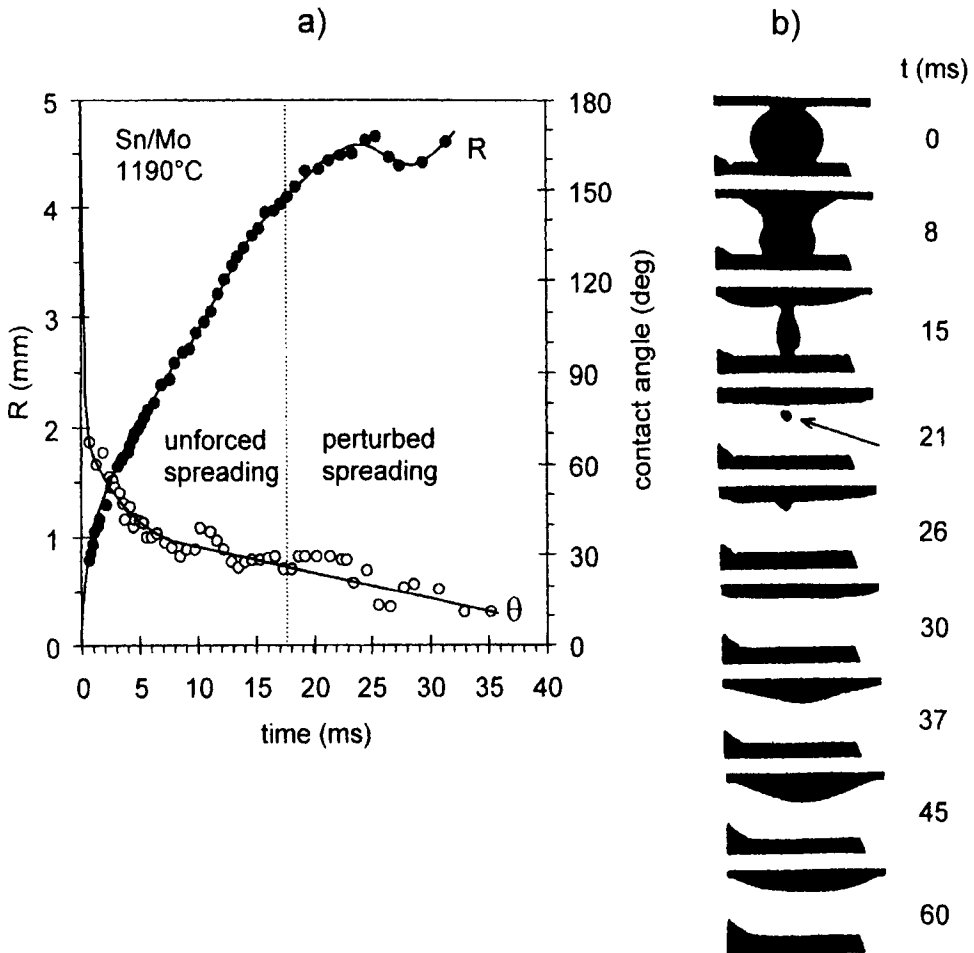 a)
b)
t (ms)
5
4
3
2
1
0
R (mm)
Sn/Mo
1190°C
R
unforced
spreading
perturbed
spreading
θ
180
150
120
90
60
30
0
contact angle (deg)
0 5 10 15 20 25 30 35 40
time (ms)
0
8
15
21
26
30
37
45
60